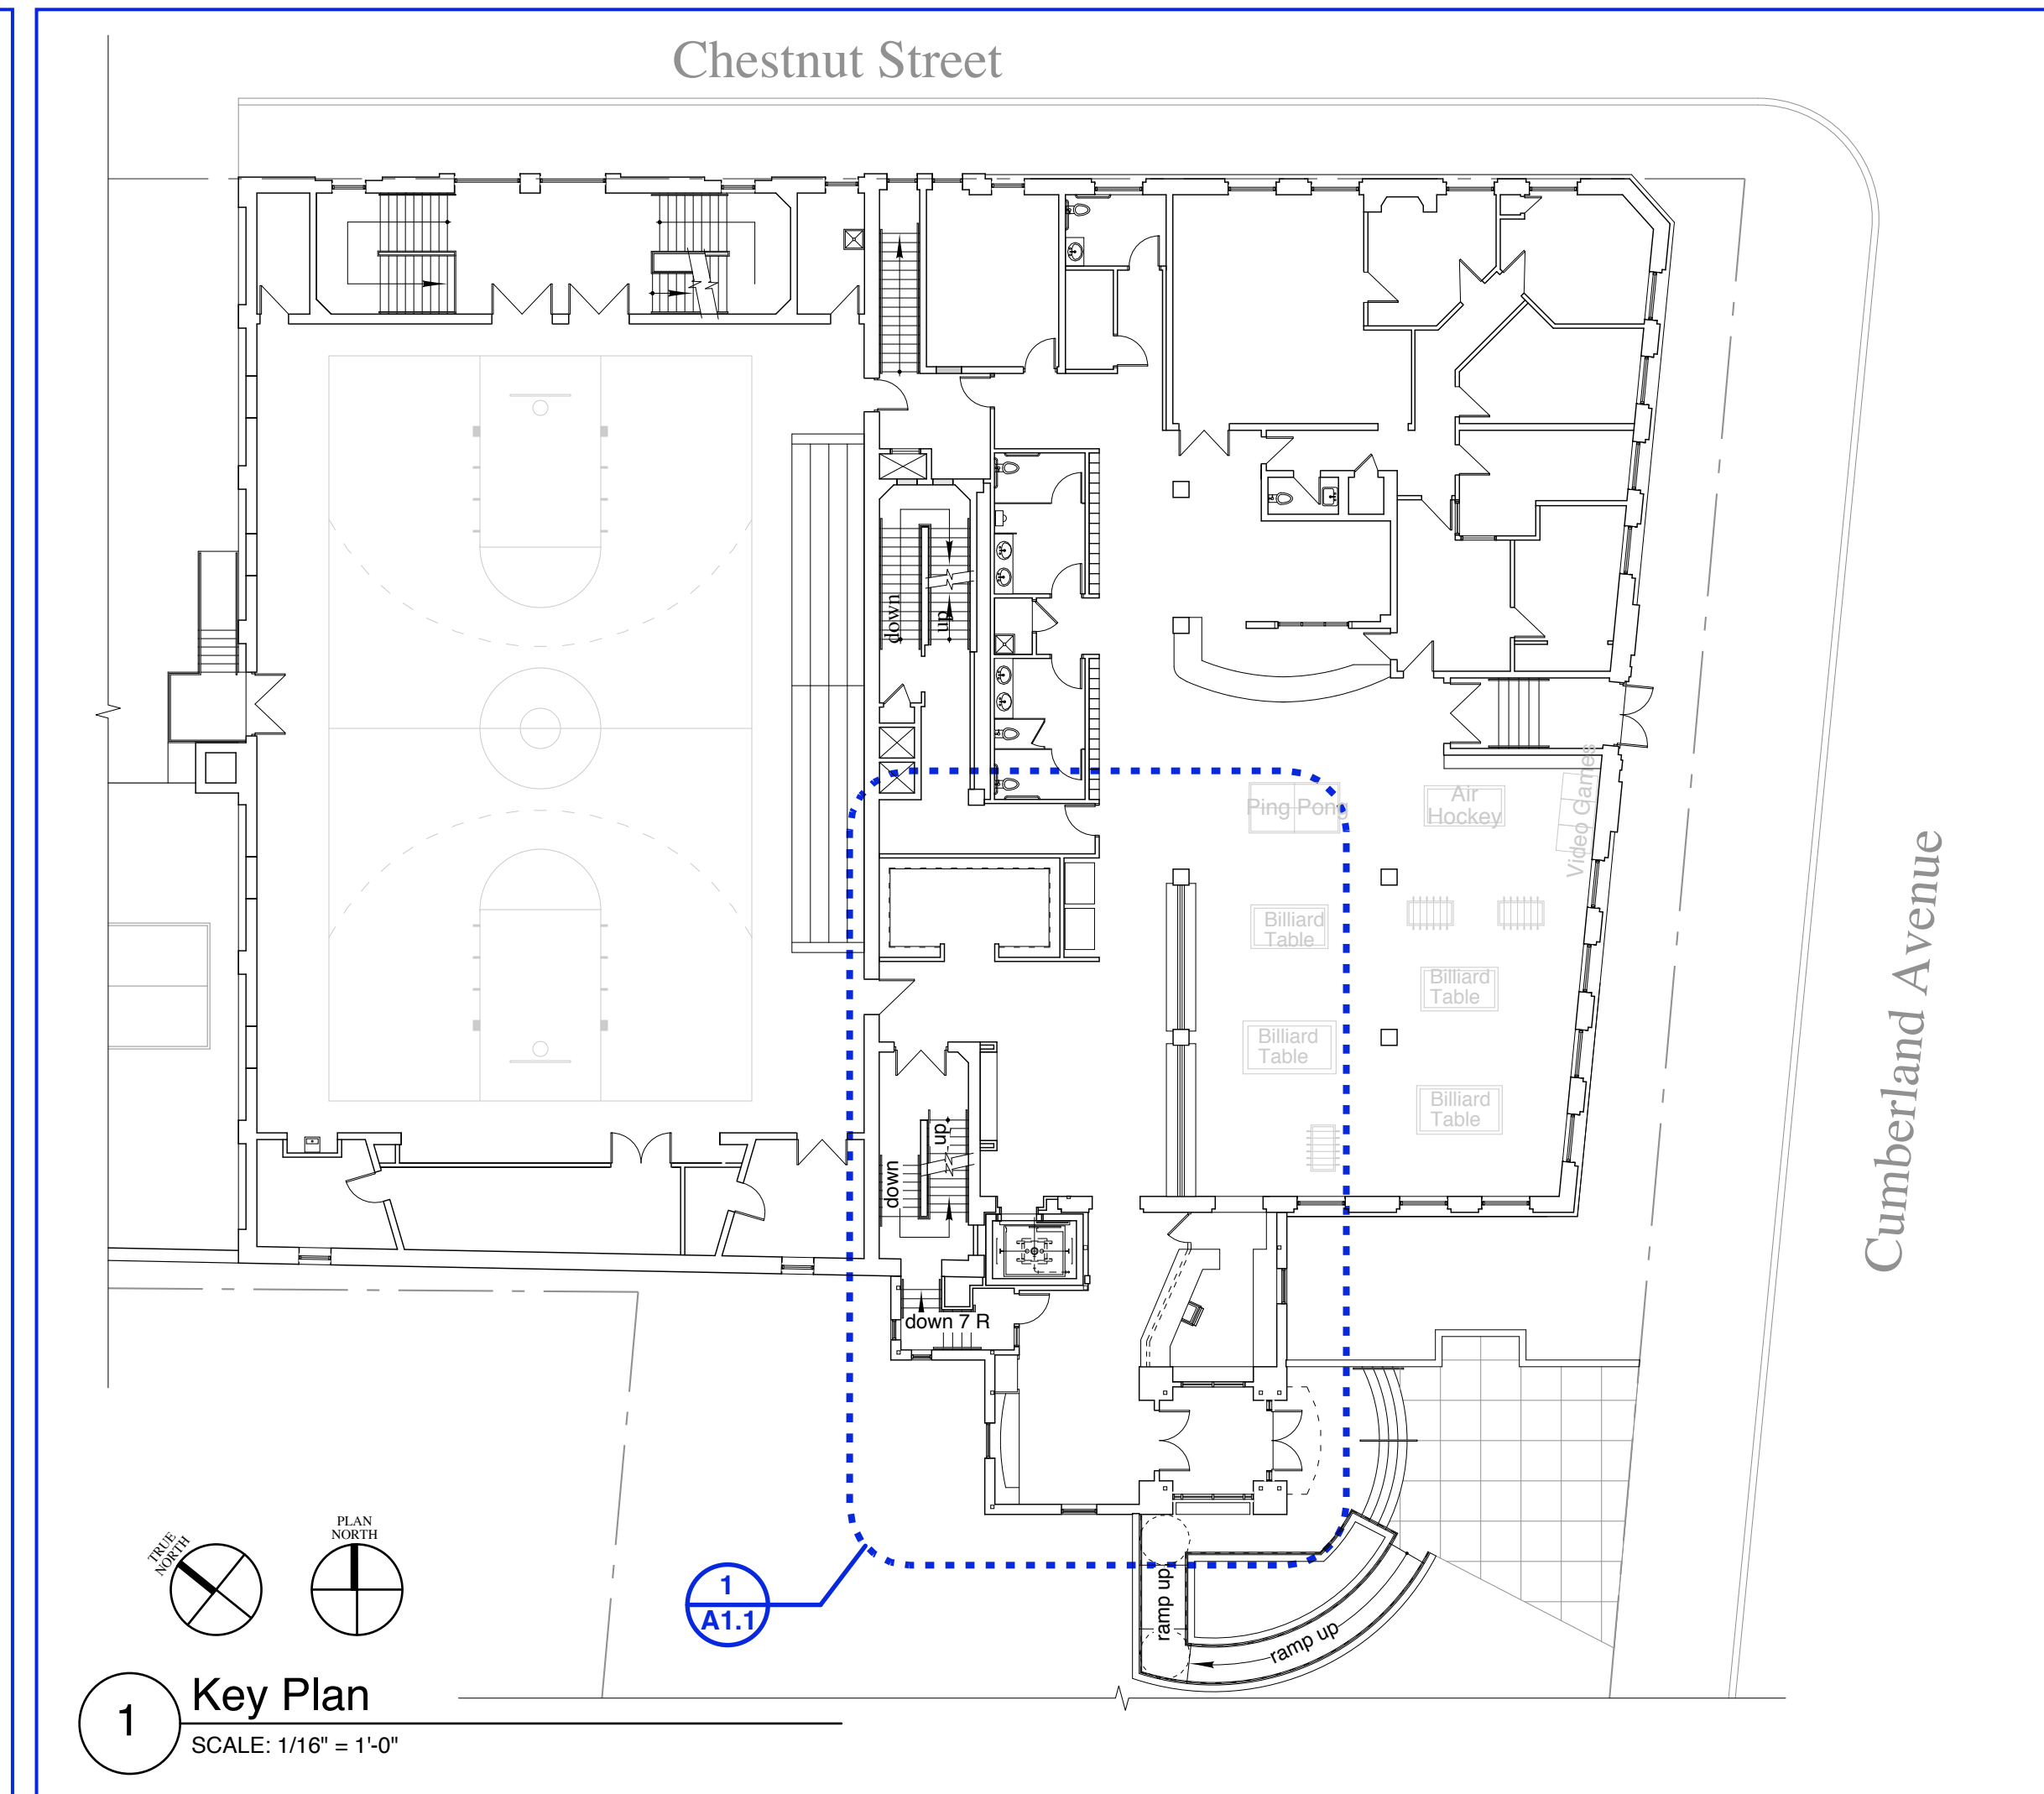 Chestnut Street
down
up
Ping Pong
Air
Hockey
Video Games
Billiard
Table
Billiard
Table
Billiard
Table
Billiard
Table
Cumberland Avenue
up
down
down 7 R
ramp up
ramp up
TRUE
NORTH
PLAN
NORTH
1
A1.1
1
Key Plan
SCALE: 1/16" = 1'-0"